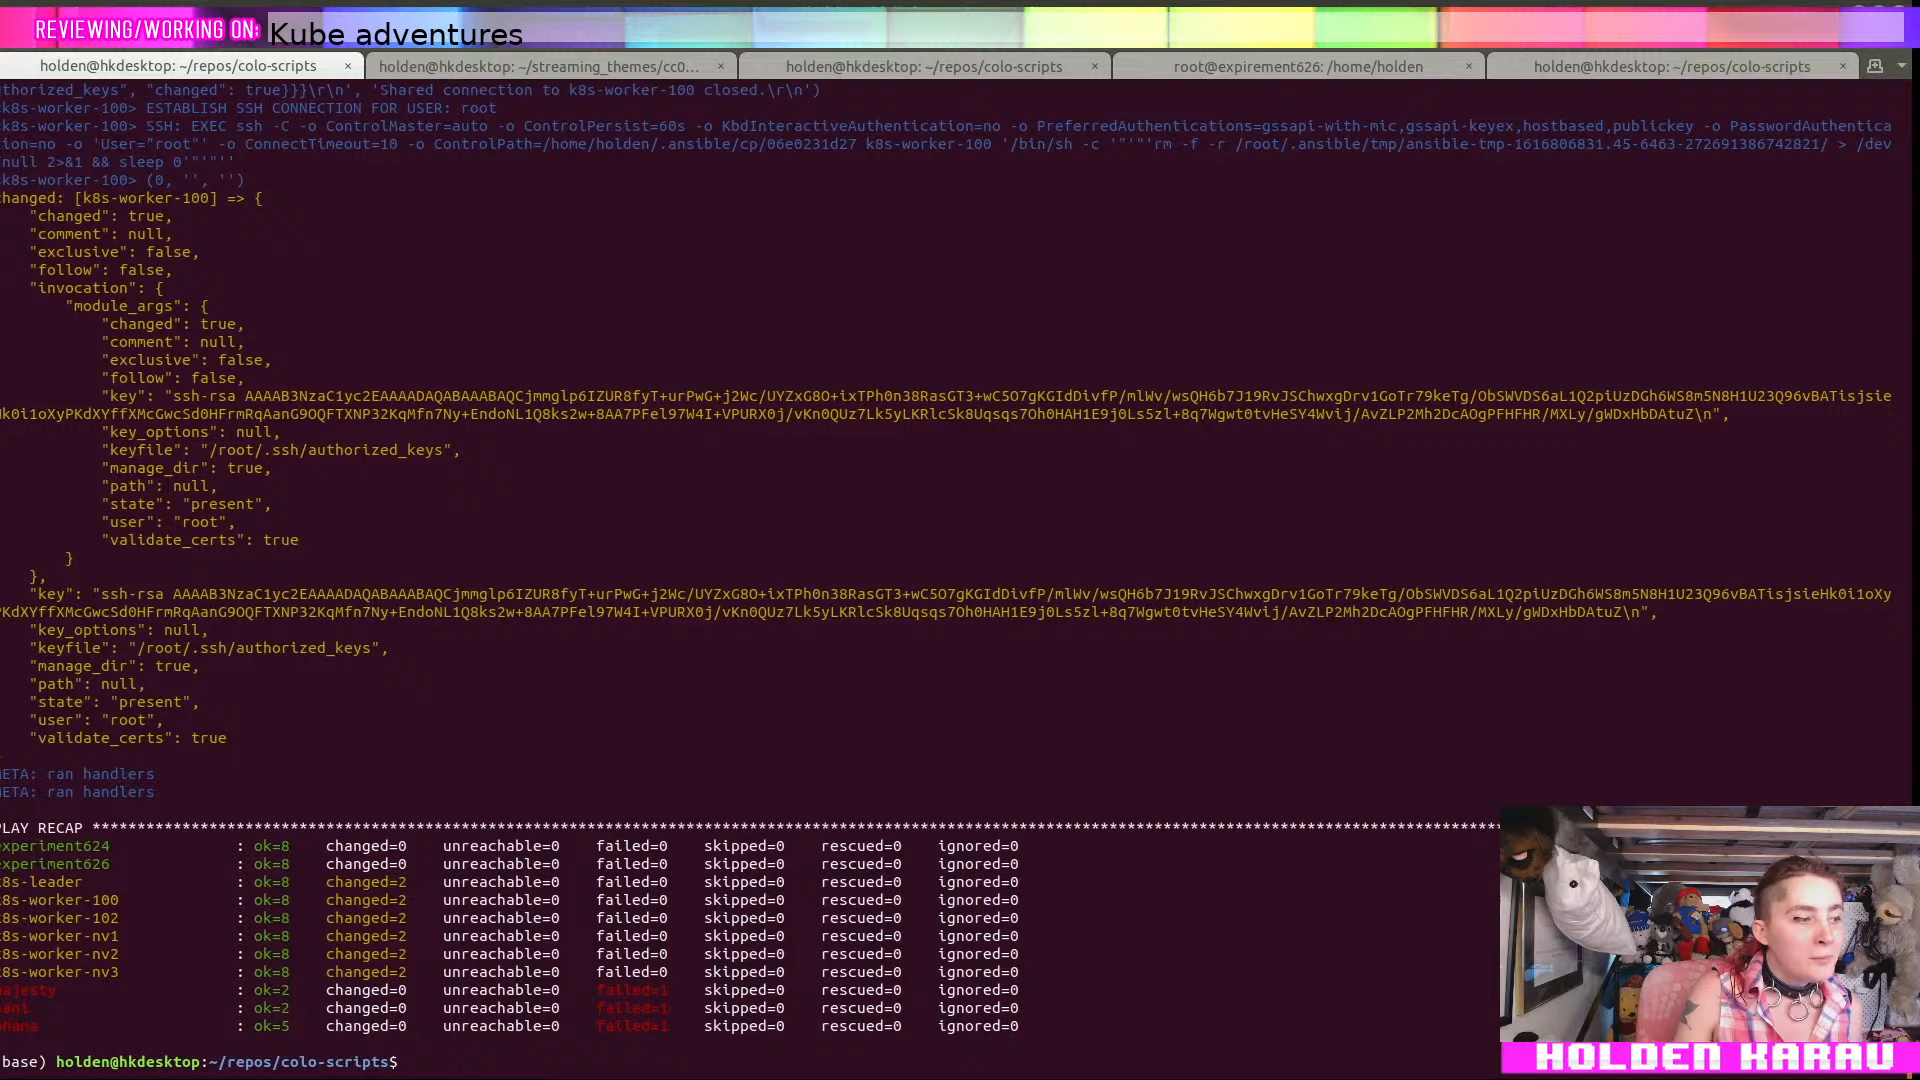 REVIEWING/WORKING ON: Kube adventures
holden@hkdesktop: ~/repos/colo-scripts × holden@hkdesktop: ~/streaming_themes/cc0... × holden@hkdesktop: ~/repos/colo-scripts × root@expirement626: /home/holden × holden@hkdesktop: ~/repos/colo-scripts ×
thorized_keys", "changed": true}}}\r\n', 'Shared connection to k8s-worker-100 closed.\r\n')
k8s-worker-100> ESTABLISH SSH CONNECTION FOR USER: root
k8s-worker-100> SSH: EXEC ssh -C -o ControlMaster=auto -o ControlPersist=60s -o KbdInteractiveAuthentication=no -o PreferredAuthentications=gssapi-with-mic,gssapi-keyex,hostbased,publickey -o PasswordAuthentica
ion=no -o 'User="root"' -o ConnectTimeout=10 -o ControlPath=/home/holden/.ansible/cp/06e0231d27 k8s-worker-100 '/bin/sh -c '"'"'rm -f -r /root/.ansible/tmp/ansible-tmp-1616806831.45-6463-272691386742821/ > /dev
null 2>&1 && sleep 0'"'"''
k8s-worker-100> (0, '', '')
changed: [k8s-worker-100] => {
"changed": true,
"comment": null,
"exclusive": false,
"follow": false,
"invocation": {
"module_args": {
"changed": true,
"comment": null,
"exclusive": false,
"follow": false,
"key": "ssh-rsa AAAAB3NzaC1yc2EAAAADAQABAAABAQCjmmglp6IZUR8fyT+urPwG+j2Wc/UYZxG8O+ixTPh0n38RasGT3+wC5O7gKGIdDivfP/mlWv/wsQH6b7J19RvJSChwxgDrv1GoTr79keTg/ObSWVDS6aL1Q2piUzDGh6WS8m5N8H1U23Q96vBATisjsie
Hk0i1oXyPKdXYffXMcGwcSd0HFrmRqAanG9OQFTXNP32KqMfn7Ny+EndoNL1Q8ks2w+8AA7PFel97W4I+VPURX0j/vKn0QUz7Lk5yLKRlcSk8Uqsqs7Oh0HAH1E9j0Ls5zl+8q7Wgwt0tvHeSY4Wvij/AvZLP2Mh2DcAOgPFHFHR/MXLy/gWDxHbDAtuZ\n",
"key_options": null,
"keyfile": "/root/.ssh/authorized_keys",
"manage_dir": true,
"path": null,
"state": "present",
"user": "root",
"validate_certs": true
}
},
"key": "ssh-rsa AAAAB3NzaC1yc2EAAAADAQABAAABAQCjmmglp6IZUR8fyT+urPwG+j2Wc/UYZxG8O+ixTPh0n38RasGT3+wC5O7gKGIdDivfP/mlWv/wsQH6b7J19RvJSChwxgDrv1GoTr79keTg/ObSWVDS6aL1Q2piUzDGh6WS8m5N8H1U23Q96vBATisjsieHk0i1oXy
PKdXYffXMcGwcSd0HFrmRqAanG9OQFTXNP32KqMfn7Ny+EndoNL1Q8ks2w+8AA7PFel97W4I+VPURX0j/vKn0QUz7Lk5yLKRlcSk8Uqsqs7Oh0HAH1E9j0Ls5zl+8q7Wgwt0tvHeSY4Wvij/AvZLP2Mh2DcAOgPFHFHR/MXLy/gWDxHbDAtuZ\n",
"key_options": null,
"keyfile": "/root/.ssh/authorized_keys",
"manage_dir": true,
"path": null,
"state": "present",
"user": "root",
"validate_certs": true
META: ran handlers
META: ran handlers
PLAY RECAP ****************************************************************************************************************************************************************
experiment624 : ok=8 changed=0 unreachable=0 failed=0 skipped=0 rescued=0 ignored=0
experiment626 : ok=8 changed=0 unreachable=0 failed=0 skipped=0 rescued=0 ignored=0
k8s-leader : ok=8 changed=2 unreachable=0 failed=0 skipped=0 rescued=0 ignored=0
k8s-worker-100 : ok=8 changed=2 unreachable=0 failed=0 skipped=0 rescued=0 ignored=0
k8s-worker-102 : ok=8 changed=2 unreachable=0 failed=0 skipped=0 rescued=0 ignored=0
k8s-worker-nv1 : ok=8 changed=2 unreachable=0 failed=0 skipped=0 rescued=0 ignored=0
k8s-worker-nv2 : ok=8 changed=2 unreachable=0 failed=0 skipped=0 rescued=0 ignored=0
k8s-worker-nv3 : ok=8 changed=2 unreachable=0 failed=0 skipped=0 rescued=0 ignored=0
majesty : ok=2 changed=0 unreachable=0 failed=1 skipped=0 rescued=0 ignored=0
: ok=2 changed=0 unreachable=0 failed=1 skipped=0 rescued=0 ignored=0
: ok=5 changed=0 unreachable=0 failed=1 skipped=0 rescued=0 ignored=0
base) holden@hkdesktop:~/repos/colo-scripts$
HOLDEN KARAU